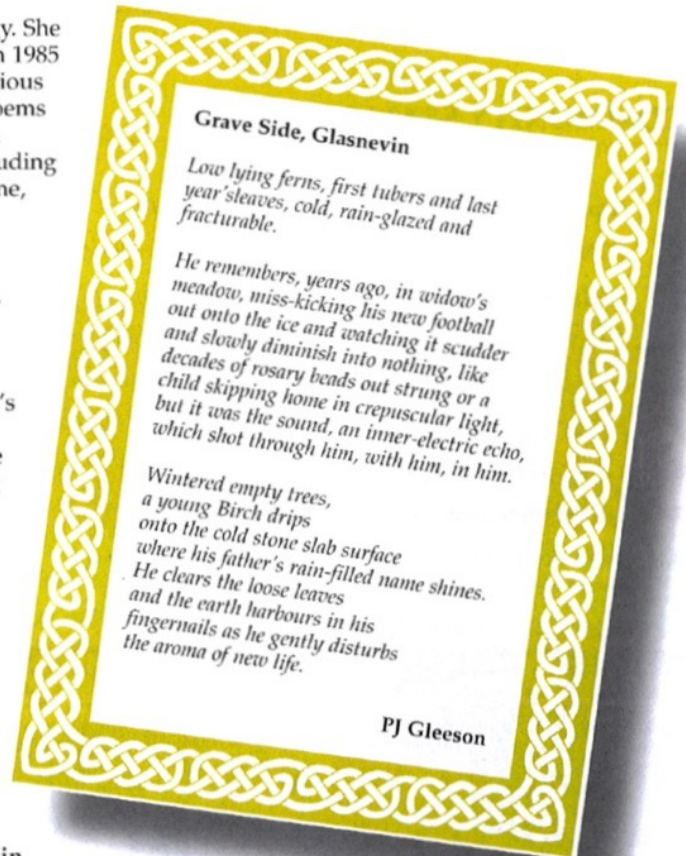 y. She
n 1985
ious
oems
uding
ne,
's
e
Grave Side, Glasnevin
Low lying ferns, first tubers and last
year'sleaves, cold, rain-glazed and
fracturable.
He remembers, years ago, in widow's
meadow, miss-kicking his new football
out onto the ice and watching it scudder
and slowly diminish into nothing, like
decades of rosary beads out strung or a
child skipping home in crepuscular light,
but it was the sound, an inner-electric echo,
which shot through him, with him, in him.
Wintered empty trees,
a young Birch drips
onto the cold stone slab surface
where his father's rain-filled name shines.
He clears the loose leaves
and the earth harbours in his
fingernails as he gently disturbs
the aroma of new life.
PJ Gleeson
in